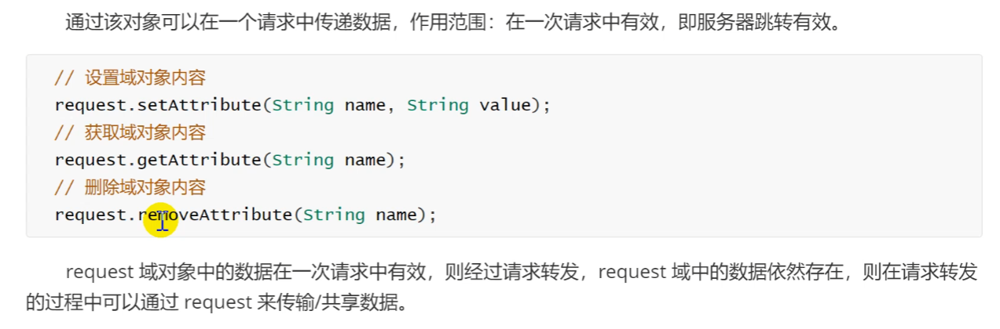 通过该对象可以在一个请求中传递数据，作用范围：在一次请求中有效，即服务器跳转有效。
// 设置域对象内容
request.setAttribute(String name, String value);
// 获取域对象内容
request.getAttribute(String name);
// 删除域对象内容
request.removeAttribute(String name);
request 域对象中的数据在一次请求中有效，则经过请求转发，request 域中的数据依然存在，则在请求转发
的过程中可以通过 request 来传输/共享数据。